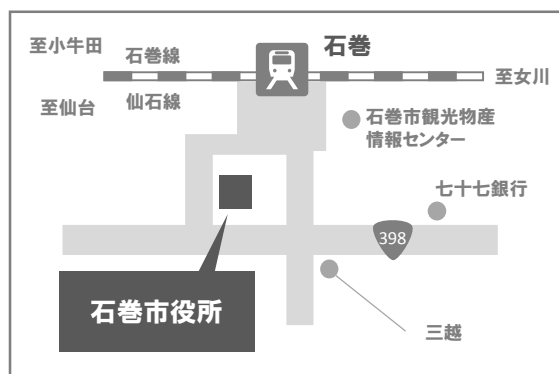 至小牛田
石巻線
石巻
至仙台
仙石線
至女川
石巻市観光物産
情報センター
七十七銀行
398
石巻市役所
三越